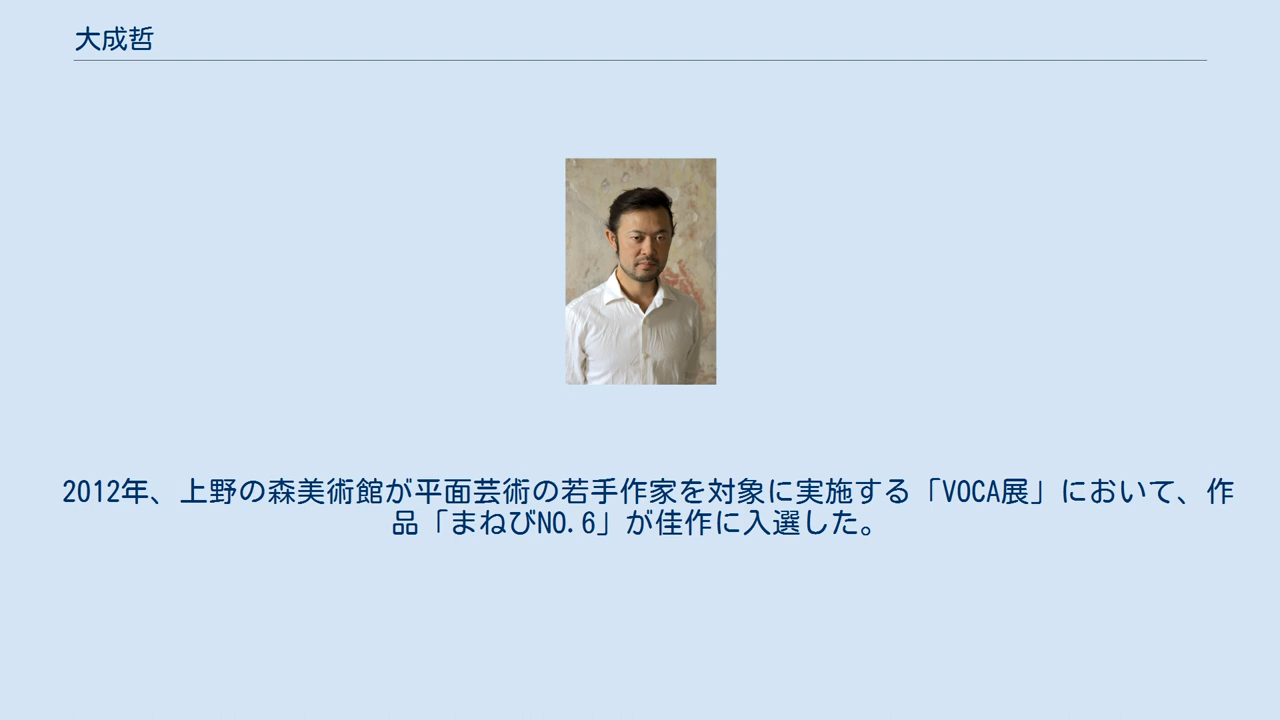 大成哲
2012年、上野の森美術館が平面芸術の若手作家を対象に実施する「VOCA展」において、作
品「まねびNO.6」が佳作に入選した。